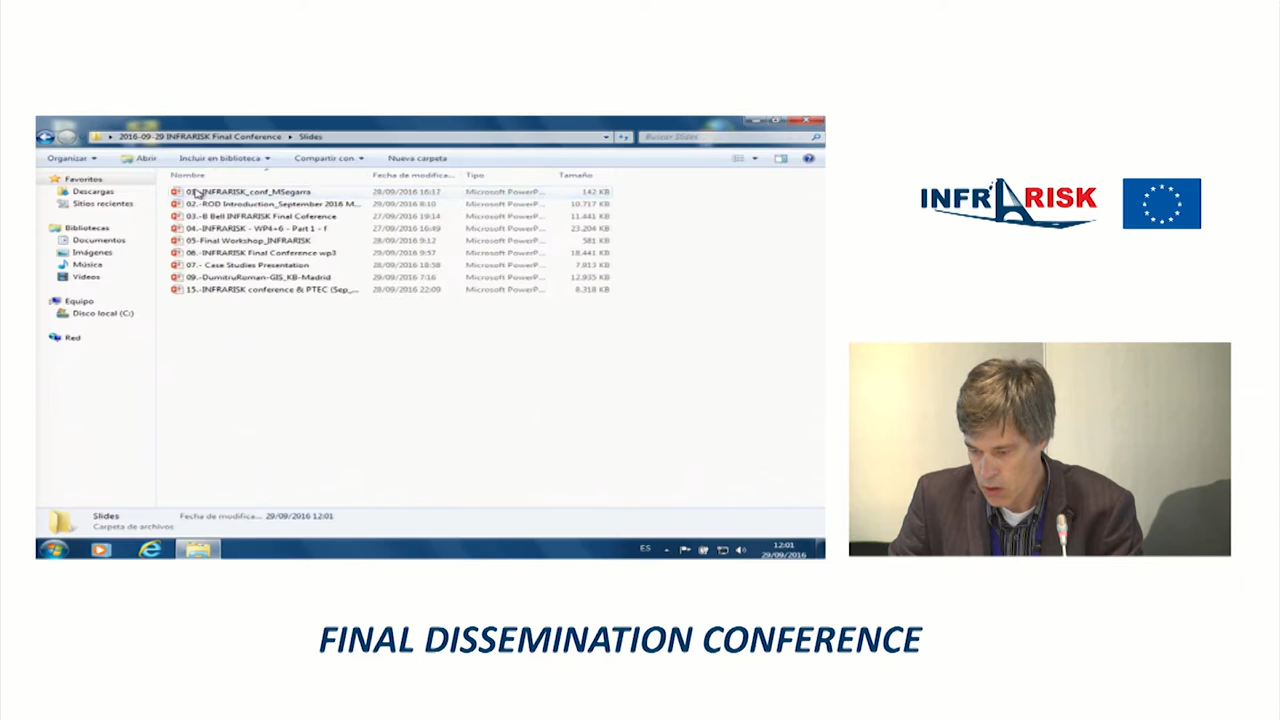 2016-09-29 INFRARISK Final Conference ▸ Slides
Buscar Slides
Organizar Abrir Incluir en biblioteca Compartir con Nueva carpeta
Favoritos
Descargas
Sitios recientes
Bibliotecas
Documentos
Imágenes
Música
Vídeos
Equipo
Disco local (C:)
Red
Nombre Fecha de modifica... Tipo Tamaño
INFRARISK_conf_MSegarra 28/09/2016 16:17 Microsoft PowerP... 142 KB
02.-ROD Introduction_September 2016 M... 29/09/2016 8:10 Microsoft PowerP... 10.717 KB
03.-B Bell INFRARISK Final Coference 27/09/2016 19:14 Microsoft PowerP... 11.441 KB
04.-INFRARISK - WP4+6 - Part 1 - f 27/09/2016 16:49 Microsoft PowerP... 23.204 KB
05-Final Workshop_INFRARISK 28/09/2016 9:12 Microsoft PowerP... 581 KB
06.-INFRARISK Final Conference wp3 29/09/2016 9:57 Microsoft PowerP... 18.441 KB
07.- Case Studies Presentation 28/09/2016 18:58 Microsoft PowerP... 7.813 KB
09.-DumitruRoman-GIS_KB-Madrid 29/09/2016 7:16 Microsoft PowerP... 12.935 KB
15.-INFRARISK conference & PTEC (Sep_... 28/09/2016 22:09 Microsoft PowerP... 8.318 KB
Slides Fecha de modifica... 29/09/2016 12:01
Carpeta de archivos
ES
12:01
29/09/2016
INFRARISK
FINAL DISSEMINATION CONFERENCE